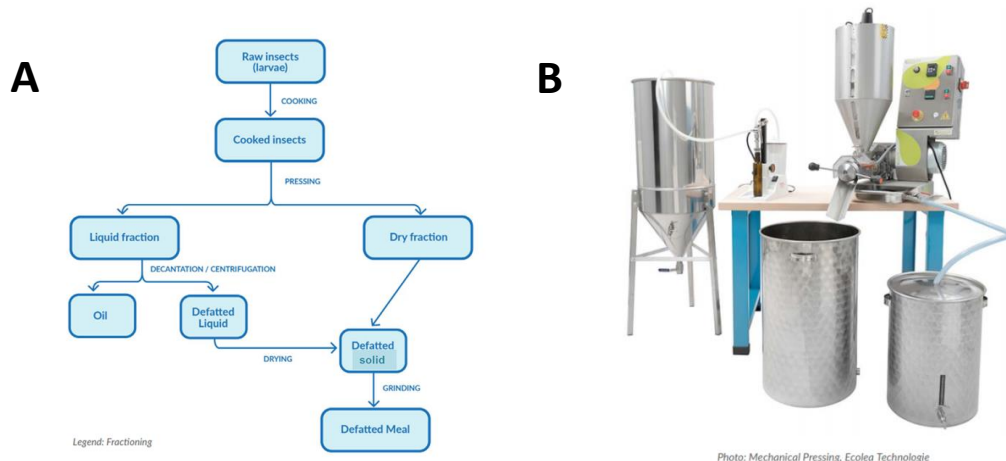 A
B
Raw insects
(larvae)
COOKING
Cooked insects
PRESSING
Liquid fraction
Dry fraction
DECANTATION / CENTRIFUGATION
Oil
Defatted
Liquid
DRYING
Defatted
solid
GRINDING
Defatted Meal
Legend: Fractioning
Photo: Mechanical Pressing, Ecolea Technologie